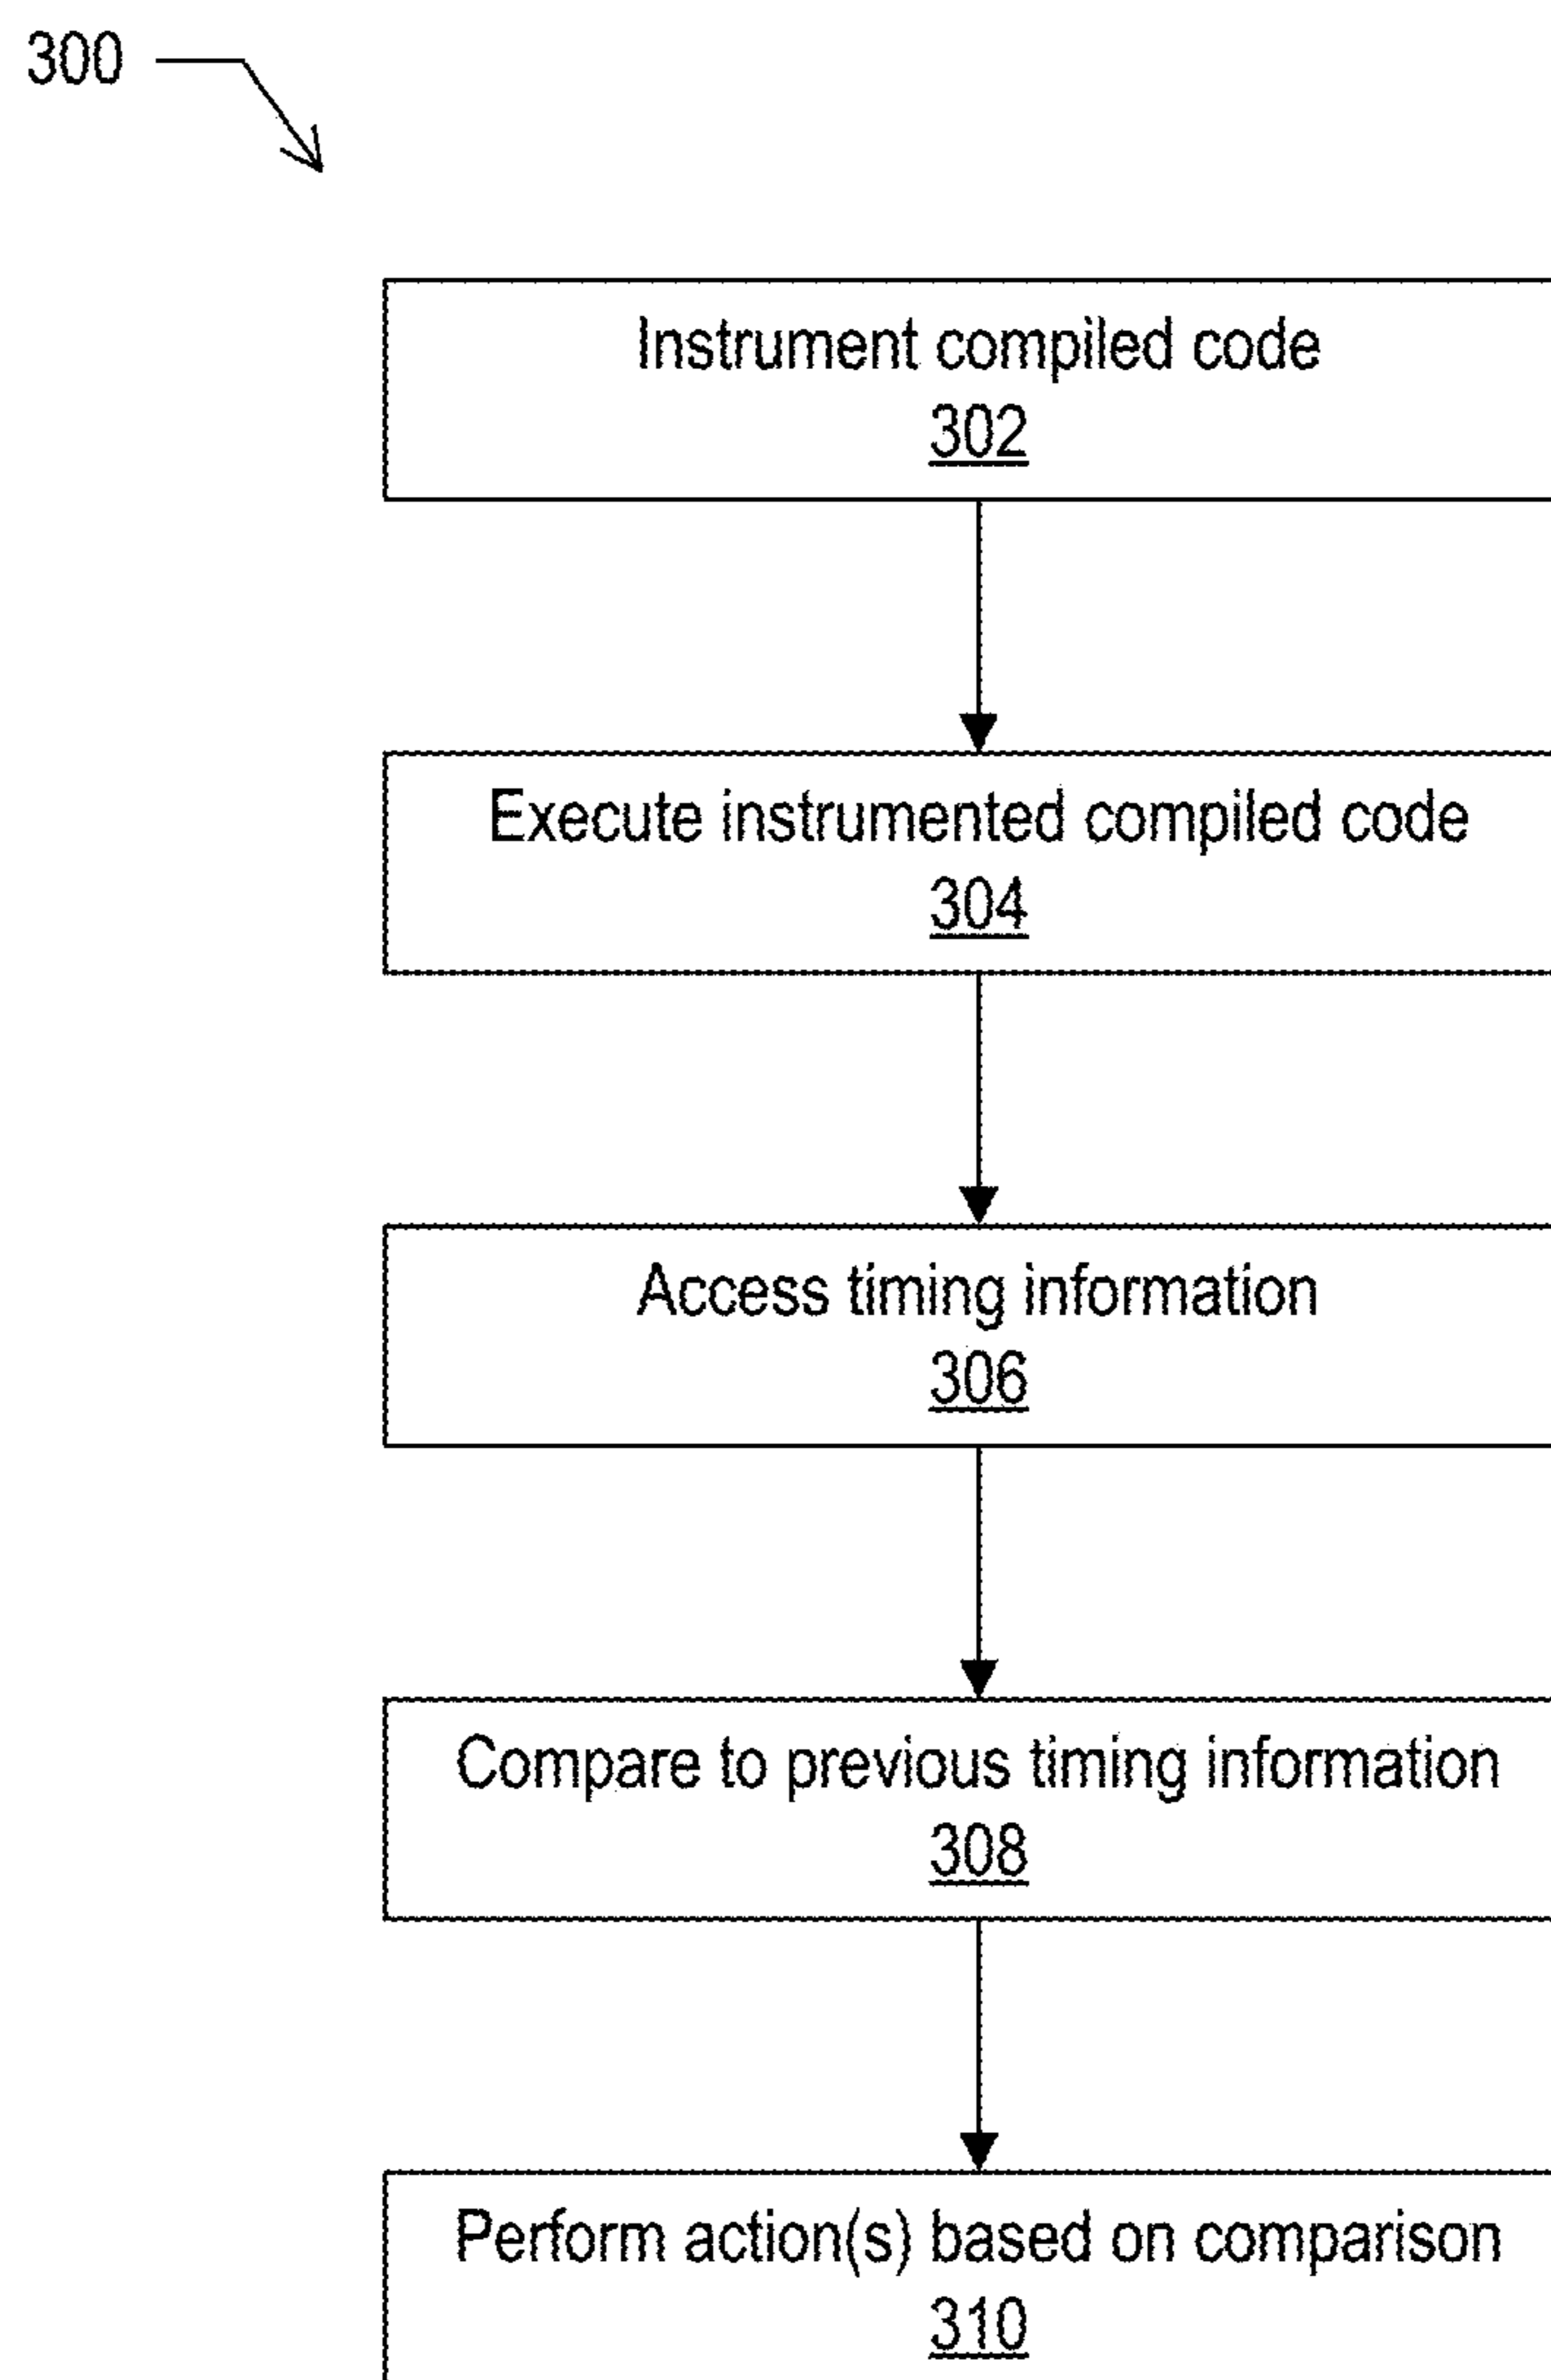 300
Instrument compiled code
302
Execute instrumented compiled code
304
Access timing information
306
Compare to previous timing information
308
Perform action(s) based on comparison
310